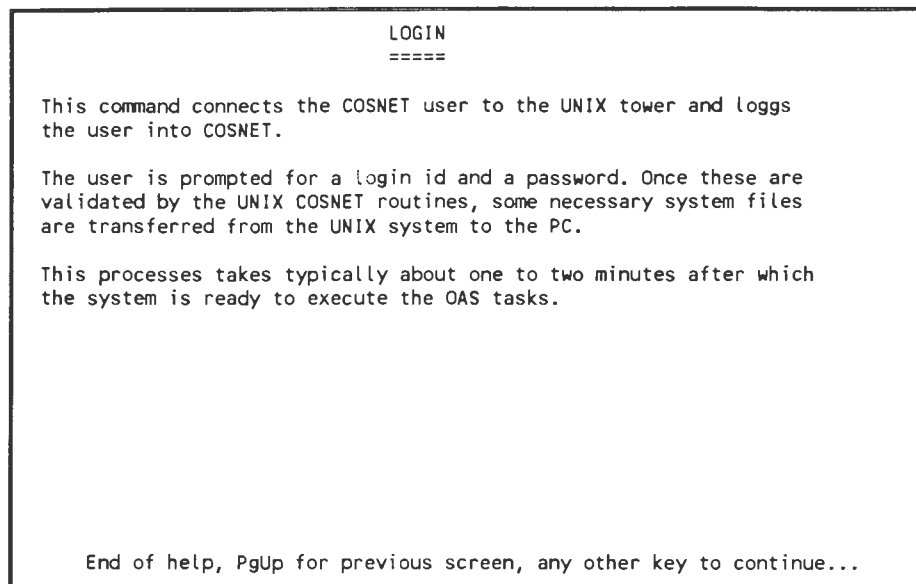 LOGIN
=====
This command connects the COSNET user to the UNIX tower and loggs
the user into COSNET.
The user is prompted for a login id and a password. Once these are
validated by the UNIX COSNET routines, some necessary system files
are transferred from the UNIX system to the PC.
This processes takes typically about one to two minutes after which
the system is ready to execute the OAS tasks.
End of help, PgUp for previous screen, any other key to continue...